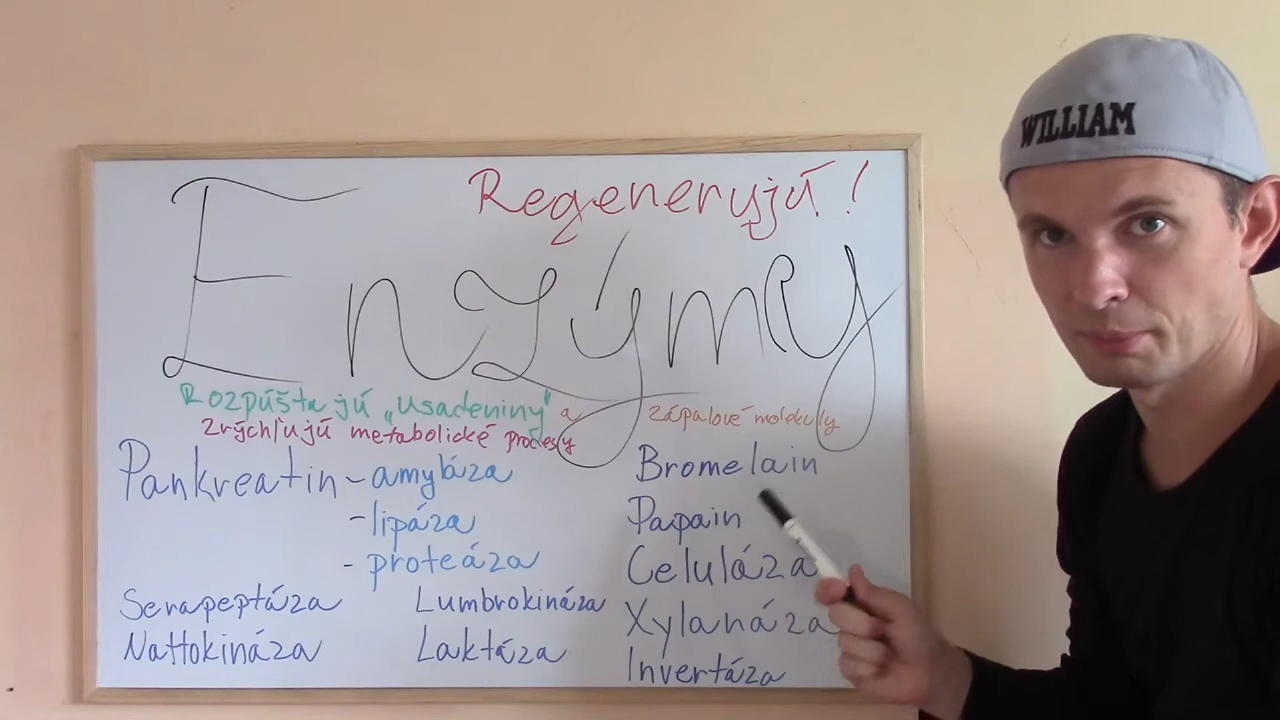 WILLIAM
Regenerujú!
Enzýmy
Rozpúšťajú „usadeniny" a zápalové molekuly
Zrýchľujú metabolické procesy
Pankreatin - amyláza
- lipáza
- proteáza
Serapeptáza
Lumbrokináza
Nattokináza
Laktáza
Bromelain
Papain
Celuláza
Xylanáza
Invertáza